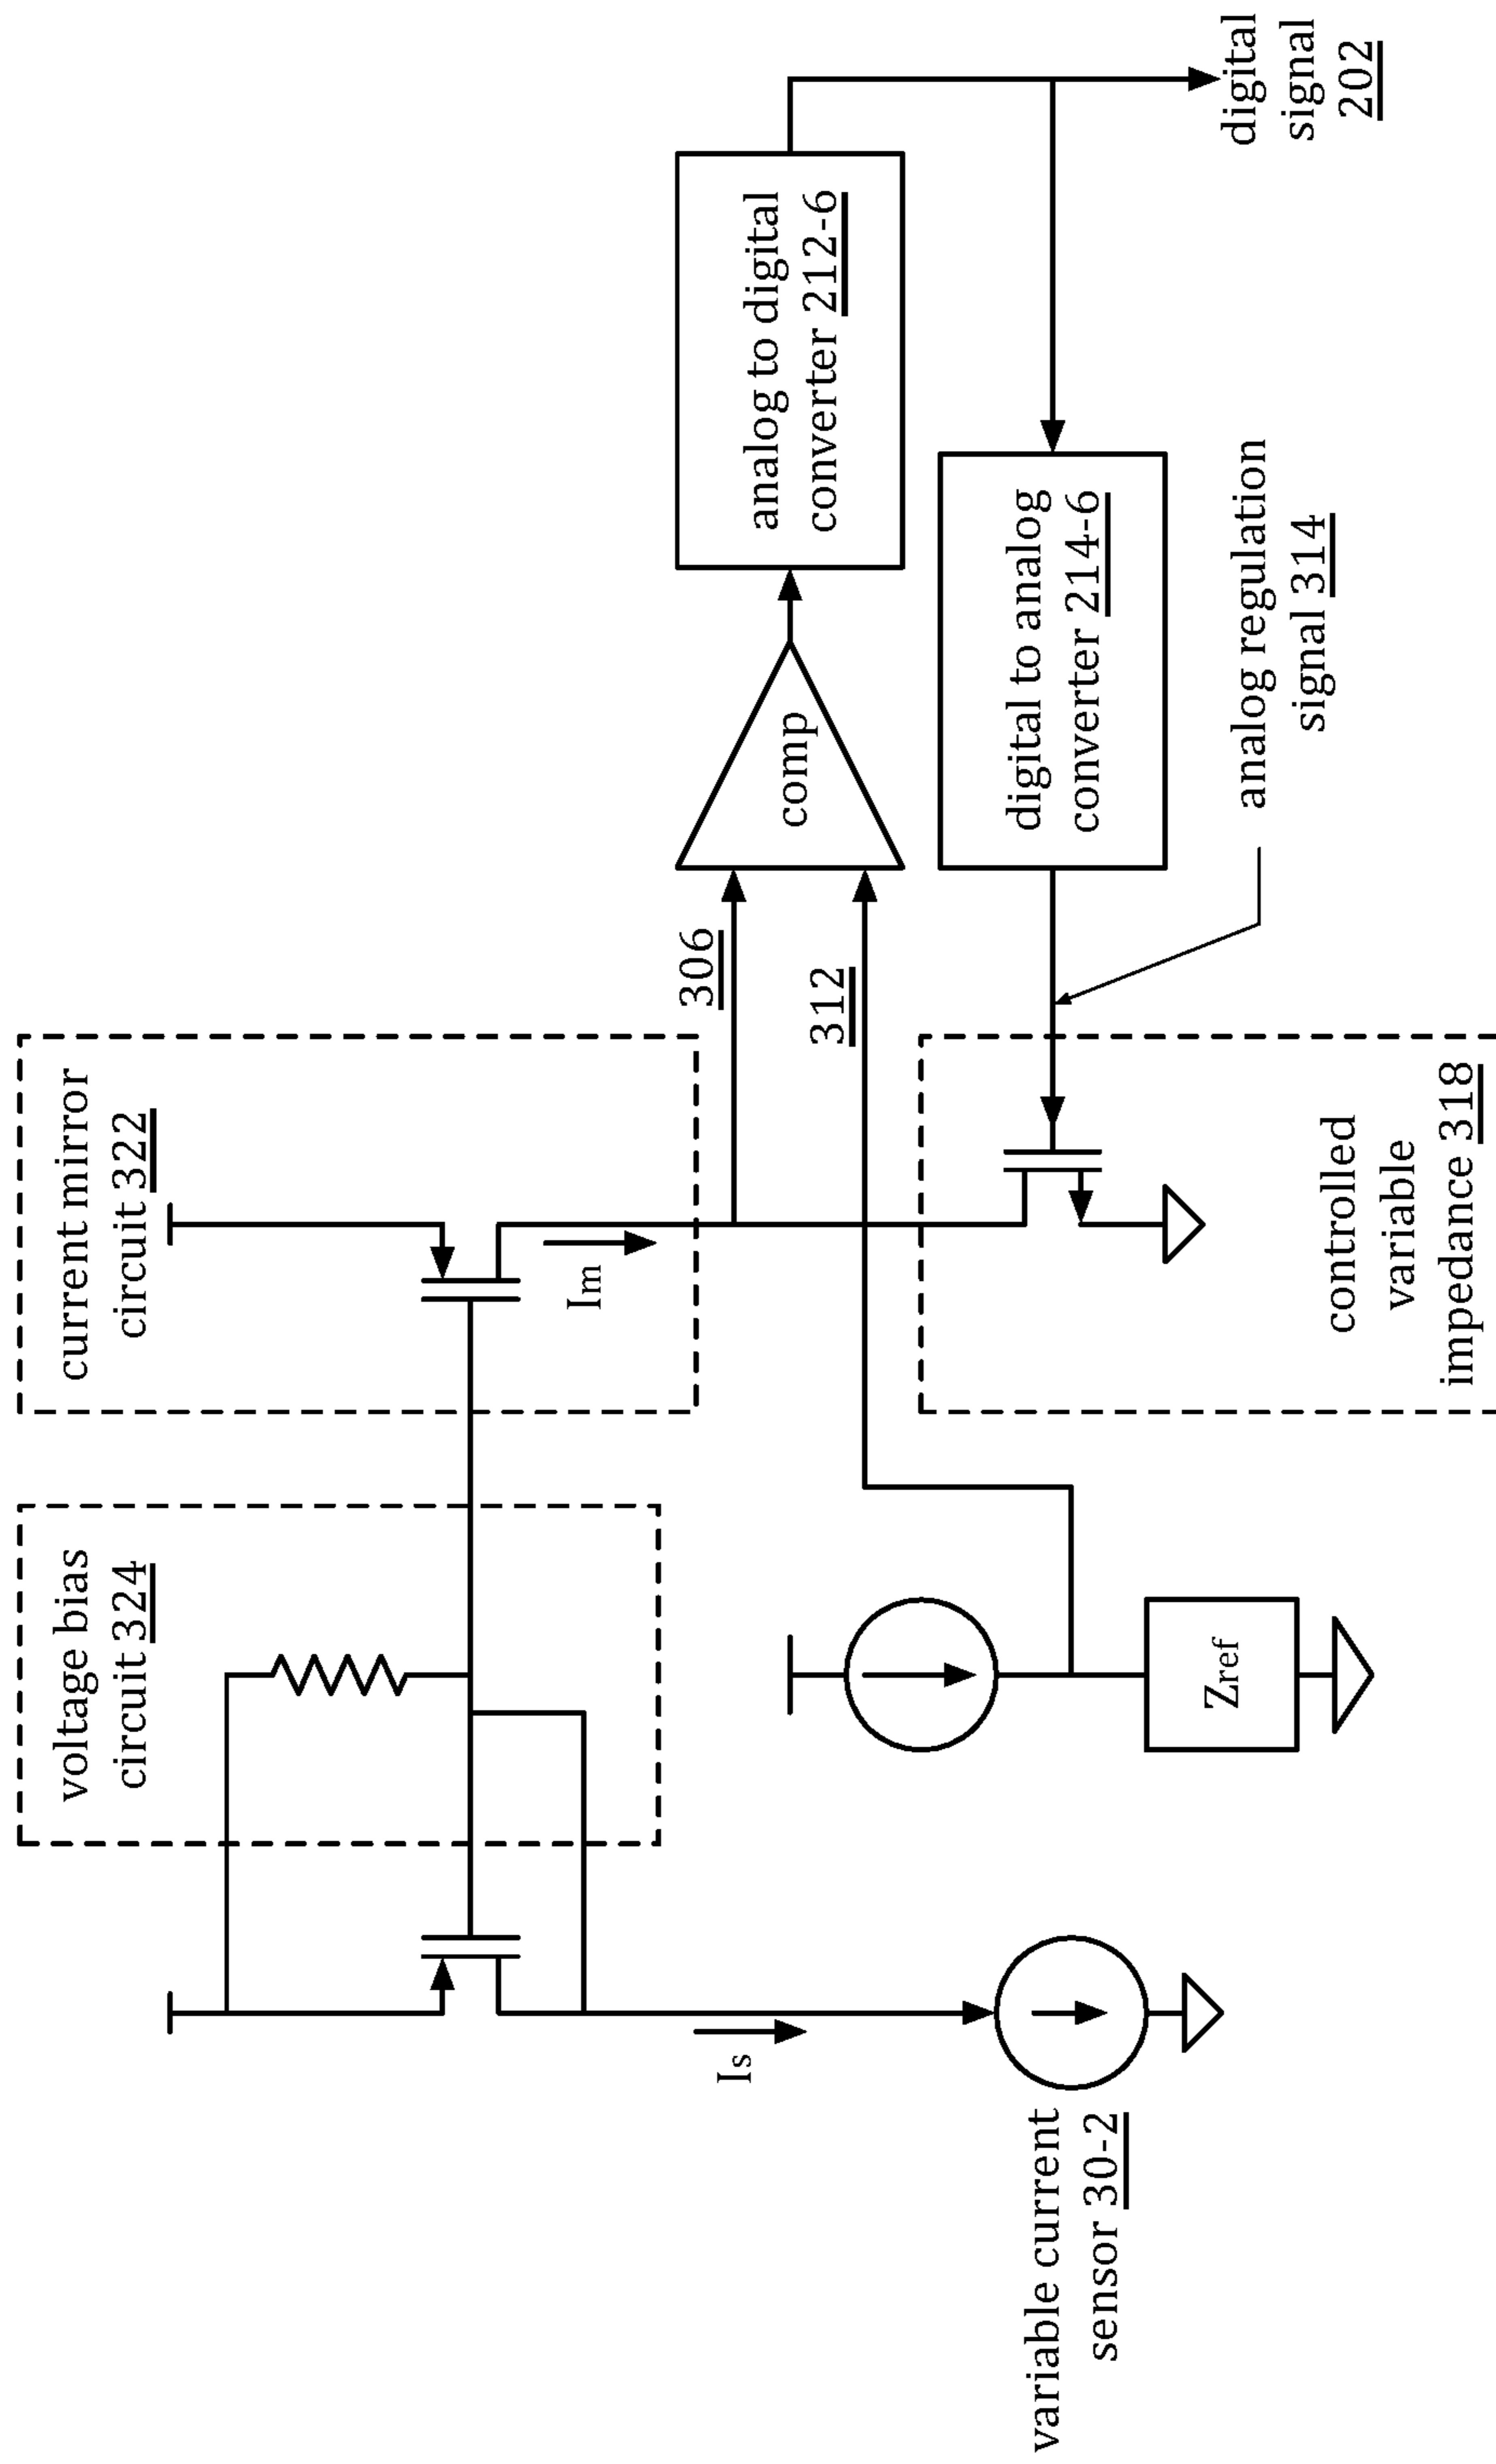 voltage bias
circuit 324
current mirror
circuit 322
Is
Im
306
312
comp
analog to digital
converter 212-6
digital to analog
converter 214-6
digital
signal
202
analog regulation
signal 314
Zref
variable current
sensor 30-2
controlled
variable
impedance 318